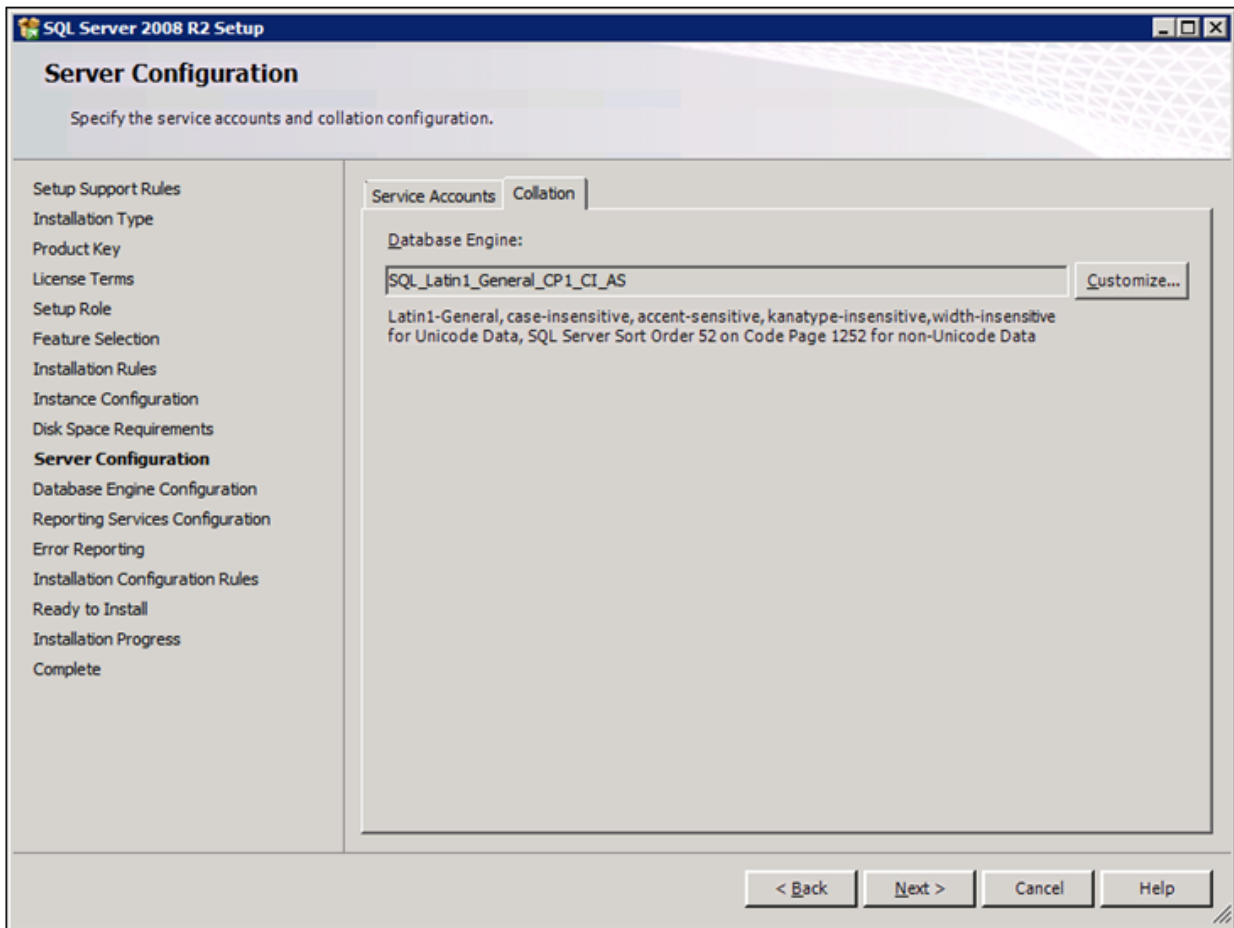 SQL Server 2008 R2 Setup
Server Configuration
Specify the service accounts and collation configuration.
Setup Support Rules
Installation Type
Product Key
License Terms
Setup Role
Feature Selection
Installation Rules
Instance Configuration
Disk Space Requirements
Server Configuration
Database Engine Configuration
Reporting Services Configuration
Error Reporting
Installation Configuration Rules
Ready to Install
Installation Progress
Complete
Service Accounts Collation
Database Engine:
SQL_Latin1_General_CP1_CI_AS Customize...
Latin1-General, case-insensitive, accent-sensitive, kanatype-insensitive,width-insensitive
for Unicode Data, SQL Server Sort Order 52 on Code Page 1252 for non-Unicode Data
< Back Next > Cancel Help